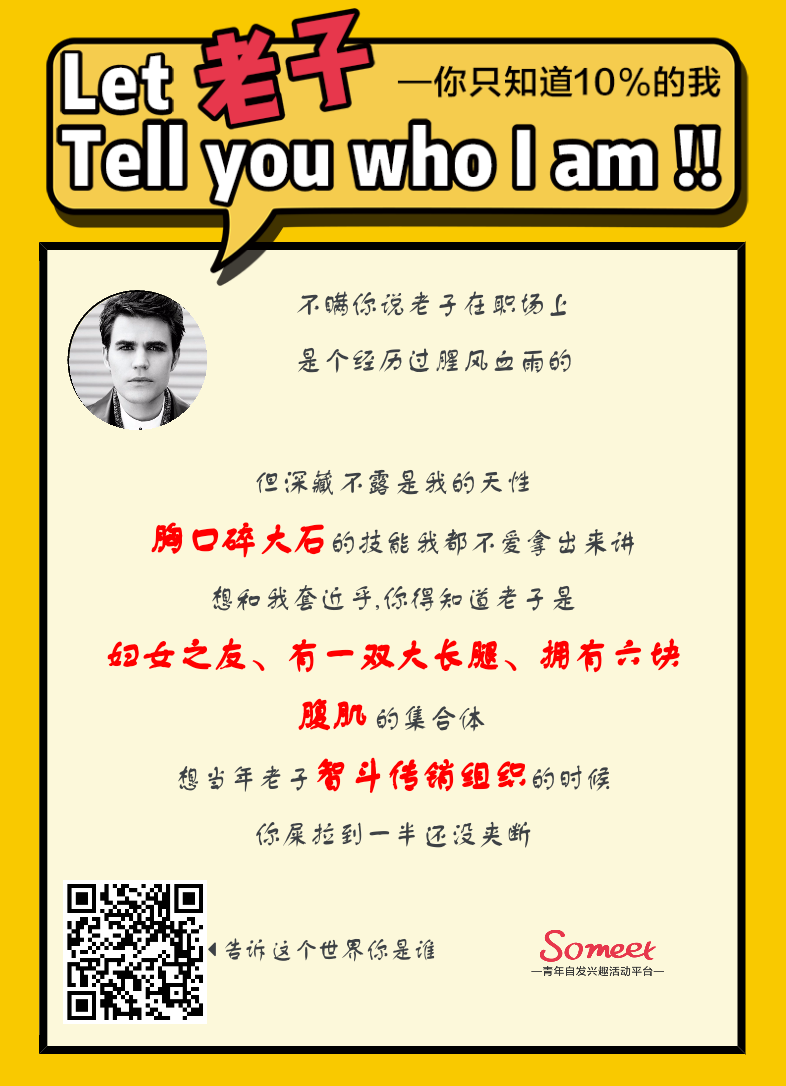 Let 老子
—你只知道10%的我
Tell you who I am !!
不瞒你说老子在职场上
是个经历过腥风血雨的
但深藏不露是我的天性
胸口碎大石的技能我都不爱拿出来讲
想和我套近乎,你得知道老子是
妇女之友、有一双大长腿、拥有六块
腹肌的集合体
想当年老子智斗传销组织的时候
你屎拉到一半还没夹断
告诉这个世界你是谁
Someet
—青年自发兴趣活动平台—